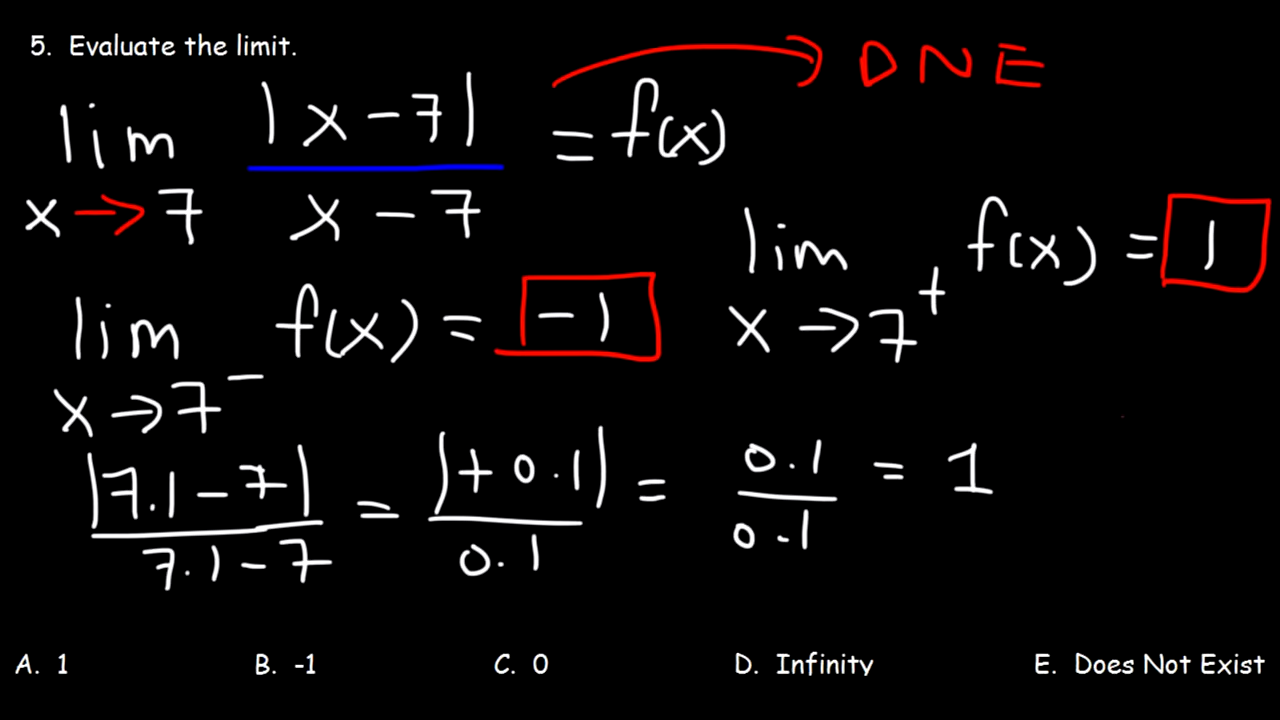 5. Evaluate the limit.
lim x→7 |x-7| / x-7 = f(x) → DNE
lim x→7⁻ f(x) = -1
lim x→7⁺ f(x) = 1
|7.1-7| / 7.1-7 = |+0.1| / 0.1 = 0.1 / 0.1 = 1
A. 1 B. -1 C. 0 D. Infinity E. Does Not Exist